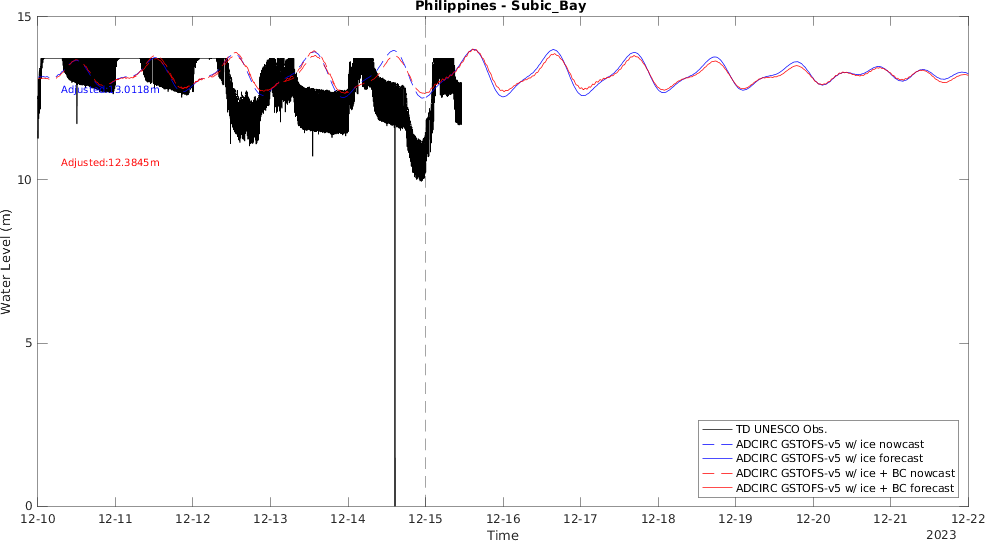 Philippines - Subic_Bay
Water Level (m)
15
10
5
0
Adjusted:13.0118m
Adjusted:12.3845m
TD UNESCO Obs.
ADCIRC GSTOFS-v5 w/ ice nowcast
ADCIRC GSTOFS-v5 w/ ice forecast
ADCIRC GSTOFS-v5 w/ ice + BC nowcast
ADCIRC GSTOFS-v5 w/ ice + BC forecast
12-10 12-11 12-12 12-13 12-14 12-15 12-16 12-17 12-18 12-19 12-20 12-21 12-22
Time
2023